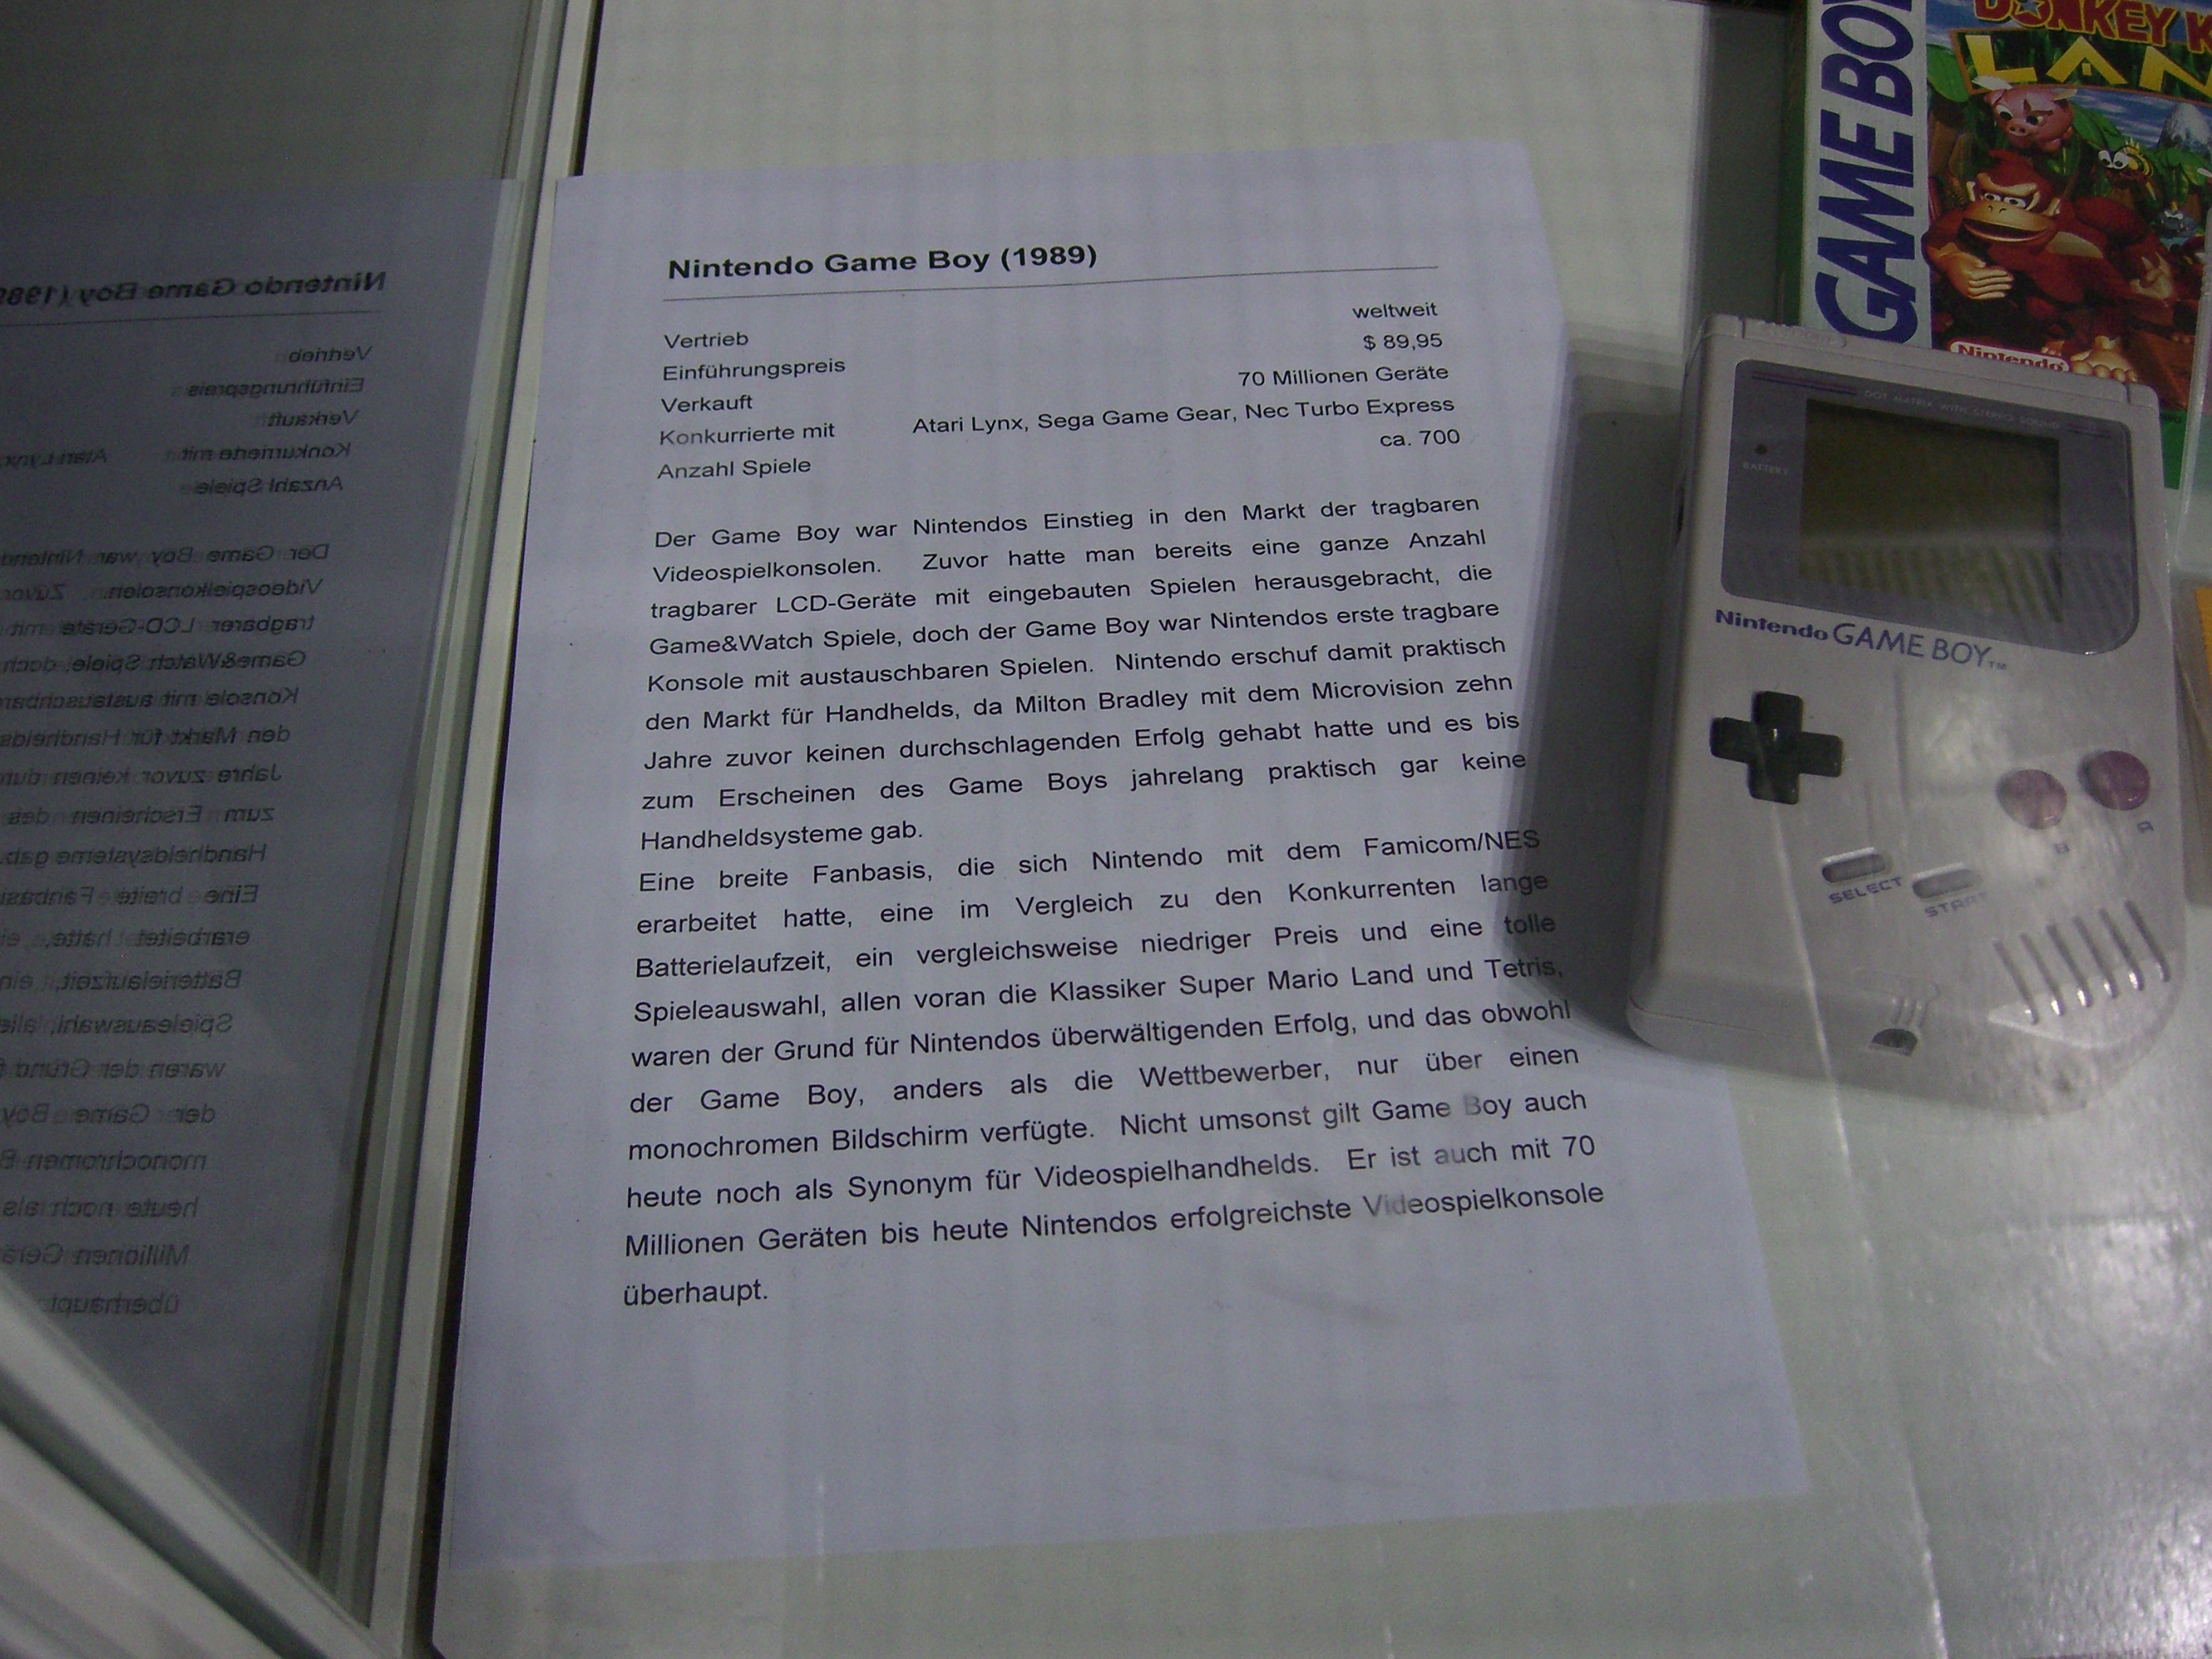 Nintendo Game Boy (1989)
Vertrieb weltweit
Einführungspreis $ 89,95
Verkauft 70 Millionen Geräte
Konkurrierte mit Atari Lynx, Sega Game Gear, Nec Turbo Express
Anzahl Spiele ca. 700
Der Game Boy war Nintendos Einstieg in den Markt der tragbaren
Videospielkonsolen. Zuvor hatte man bereits eine ganze Anzahl
tragbarer LCD-Geräte mit eingebauten Spielen herausgebracht, die
Game&Watch Spiele, doch der Game Boy war Nintendos erste tragbare
Konsole mit austauschbaren Spielen. Nintendo erschuf damit praktisch
den Markt für Handhelds, da Milton Bradley mit dem Microvision zehn
Jahre zuvor keinen durchschlagenden Erfolg gehabt hatte und es bis
zum Erscheinen des Game Boys jahrelang praktisch gar keine
Handheldsysteme gab.
Eine breite Fanbasis, die sich Nintendo mit dem Famicom/NES
erarbeitet hatte, eine im Vergleich zu den Konkurrenten lange
Batterielaufzeit, ein vergleichsweise niedriger Preis und eine tolle
Spieleauswahl, allen voran die Klassiker Super Mario Land und Tetris,
waren der Grund für Nintendos überwältigenden Erfolg, und das obwohl
der Game Boy, anders als die Wettbewerber, nur über einen
monochromen Bildschirm verfügte. Nicht umsonst gilt Game Boy auch
heute noch als Synonym für Videospielhandhelds. Er ist auch mit 70
Millionen Geräten bis heute Nintendos erfolgreichste Videospielkonsole
überhaupt.
GAME BOY
DONKEY K
LAN
Nintendo
DOT MATRIX WITH STEREO SOUND
BATTERY
Nintendo GAME BOY TM
B A
SELECT START